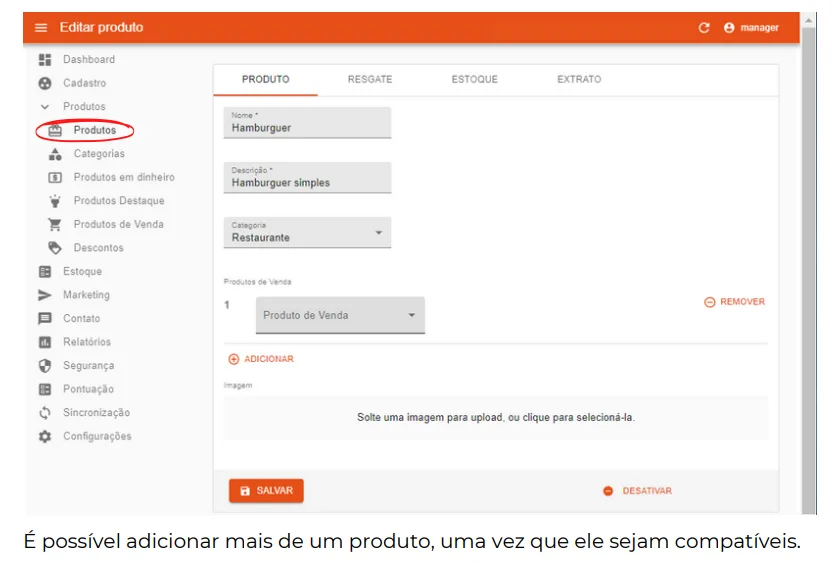 Editar produto
manager
Dashboard
Cadastro
Produtos
Produtos
Categorias
Produtos em dinheiro
Produtos Destaque
Produtos de Venda
Descontos
Estoque
Marketing
Contato
Relatórios
Segurança
Pontuação
Sincronização
Configurações
PRODUTO RESGATE ESTOQUE EXTRATO
Nome *
Hamburguer
Descrição *
Hamburguer simples
Categoria
Restaurante
Produtos de Venda
1 Produto de Venda REMOVER
ADICIONAR
Imagem
Solte uma imagem para upload, ou clique para selecioná-la.
SALVAR DESATIVAR
É possível adicionar mais de um produto, uma vez que ele sejam compatíveis.